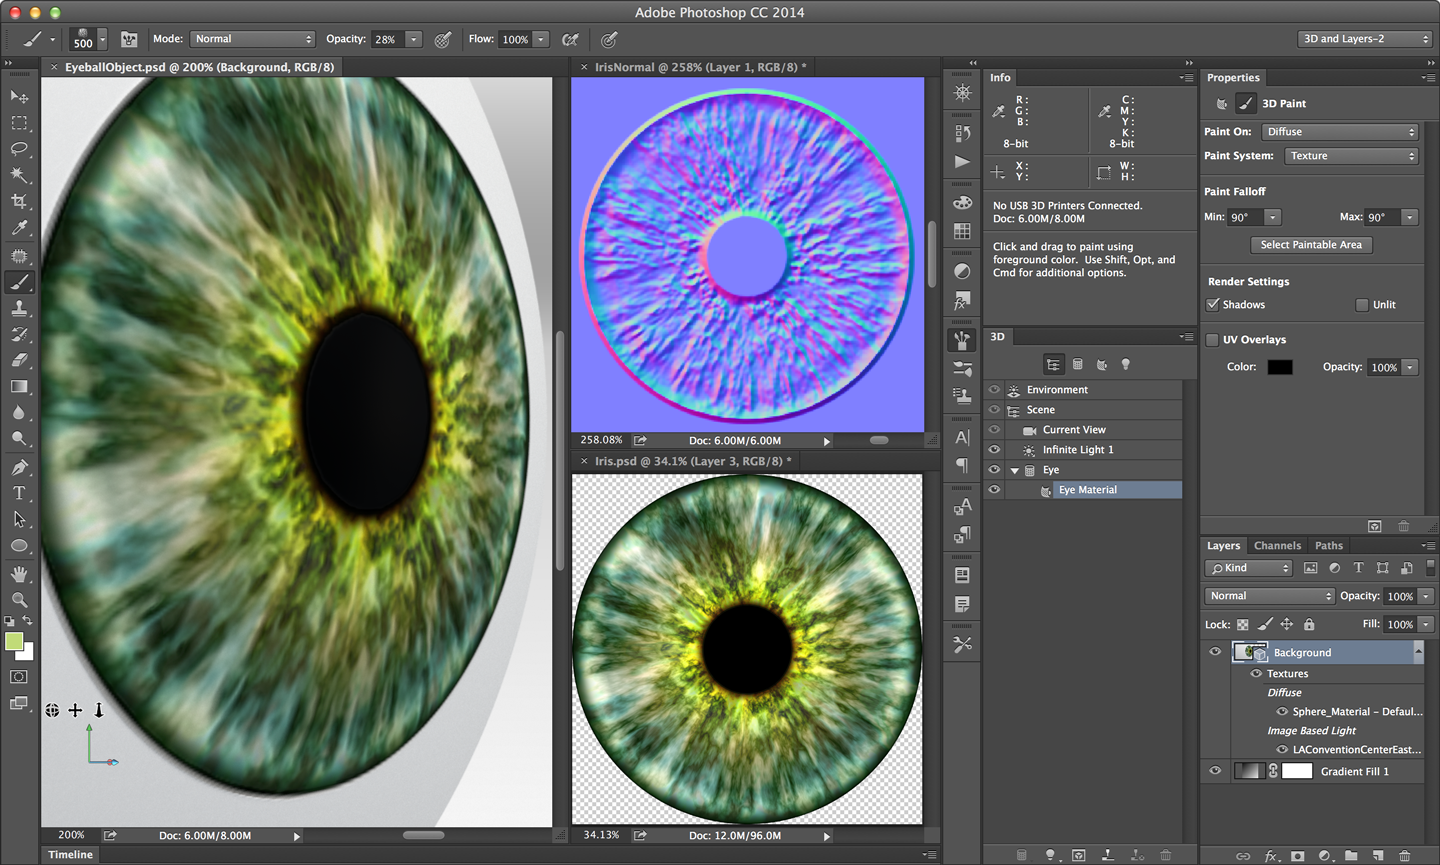 Adobe Photoshop CC 2014
500 Mode: Normal Opacity: 28% Flow: 100% 3D and Layers-2
× EyeballObject.psd @ 200% (Background, RGB/8)
200% Doc: 6.00M/8.00M
Timeline
× IrisNormal @ 258% (Layer 1, RGB/8) *
258.08% Doc: 6.00M/6.00M
× Iris.psd @ 34.1% (Layer 3, RGB/8) *
34.13% Doc: 12.0M/96.0M
Info
R: C:
G: M:
B: Y:
K:
8-bit 8-bit
X: W:
Y: H:
No USB 3D Printers Connected.
Doc: 6.00M/8.00M
Click and drag to paint using
foreground color. Use Shift, Opt, and
Cmd for additional options.
3D
Environment
Scene
Current View
Infinite Light 1
Eye
Eye Material
Properties
3D Paint
Paint On: Diffuse
Paint System: Texture
Paint Falloff
Min: 90° Max: 90°
Select Paintable Area
Render Settings
Shadows Unlit
UV Overlays
Color: Opacity: 100%
Layers Channels Paths
Kind T
Normal Opacity: 100%
Lock: Fill: 100%
Background
Textures
Diffuse
Sphere_Material - Defaul...
Image Based Light
LAConventionCenterEast...
Gradient Fill 1
fx